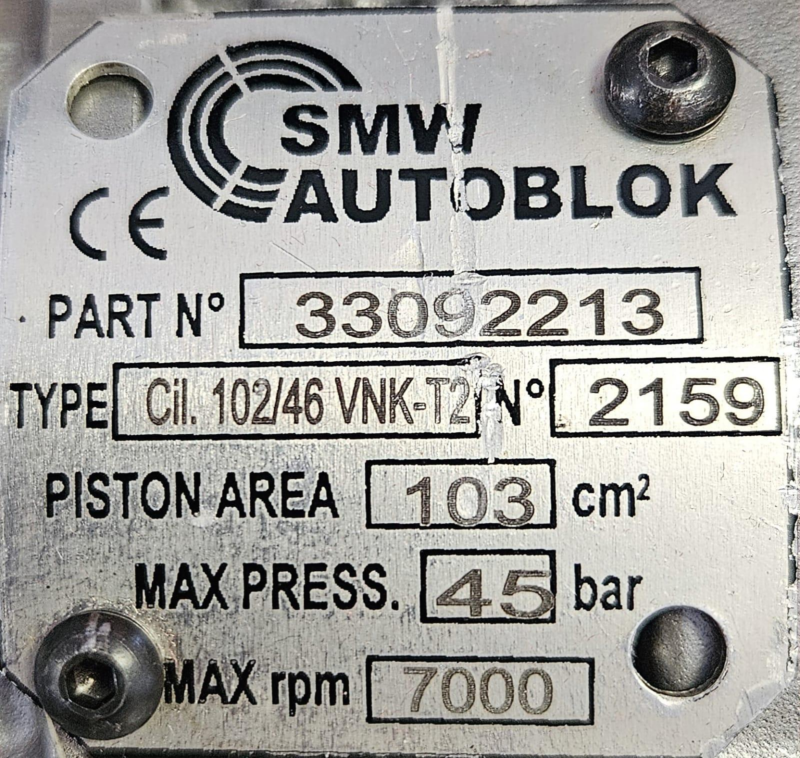 SMW
AUTOBLOK
CE
PART N° 33092213
TYPE Cil. 102/46 VNK-T2 N° 2159
PISTON AREA 103 cm²
MAX PRESS. 45 bar
MAX rpm 7000